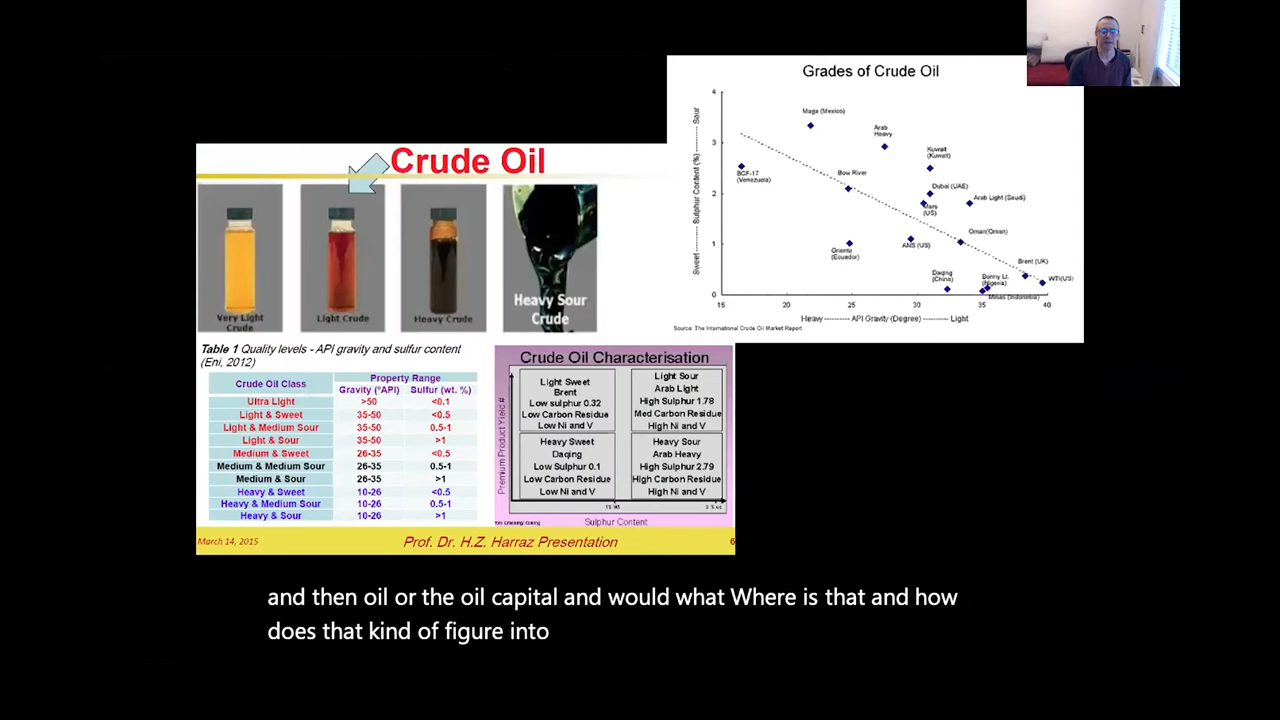 Crude Oil
Very Light
Crude
Light Crude
Heavy Crude
Heavy Sour
Crude
Table 1 Quality levels - API gravity and sulfur content
(Eni, 2012)
Crude Oil Class Property Range
Gravity (°API) Sulfur (wt. %)
Ultra Light >50 <0.1
Light & Sweet 35-50 <0.5
Light & Medium Sour 35-50 0.5-1
Light & Sour 35-50 >1
Medium & Sweet 26-35 <0.5
Medium & Medium Sour 26-35 0.5-1
Medium & Sour 26-35 >1
Heavy & Sweet 10-26 <0.5
Heavy & Medium Sour 10-26 0.5-1
Heavy & Sour 10-26 >1
Crude Oil Characterisation
Premium Product Yield #
Light Sweet
Brent
Low sulphur 0.32
Low Carbon Residue
Low Ni and V
Light Sour
Arab Light
High Sulphur 1.78
Med Carbon Residue
High Ni and V
Heavy Sweet
Daqing
Low Sulphur 0.1
Low Carbon Residue
Low Ni and V
Heavy Sour
Arab Heavy
High Sulphur 2.79
High Carbon Residue
High Ni and V
Sulphur Content
March 14, 2015 Prof. Dr. H.Z. Harraz Presentation 6
Grades of Crude Oil
Sweet ---------- Sulphur Content (%) ---------- Sour
4
3
2
1
0
15 20 25 30 35 40
Maya (Mexico)
Arab
Heavy
Kuwait
(Kuwait)
BCF-17
(Venezuela)
Bow River
Dubai (UAE)
Arab Light (Saudi)
Mars
(US)
Oman(Oman)
ANS (US)
Oriente
(Ecuador)
Brent (UK)
Daqing
(China)
Bonny Lt.
(Nigeria)
WTI(US)
Minas (Indonesia)
Heavy ---------- API Gravity (Degree) ---------- Light
Source: The International Crude Oil Market Report
and then oil or the oil capital and would what Where is that and how
does that kind of figure into